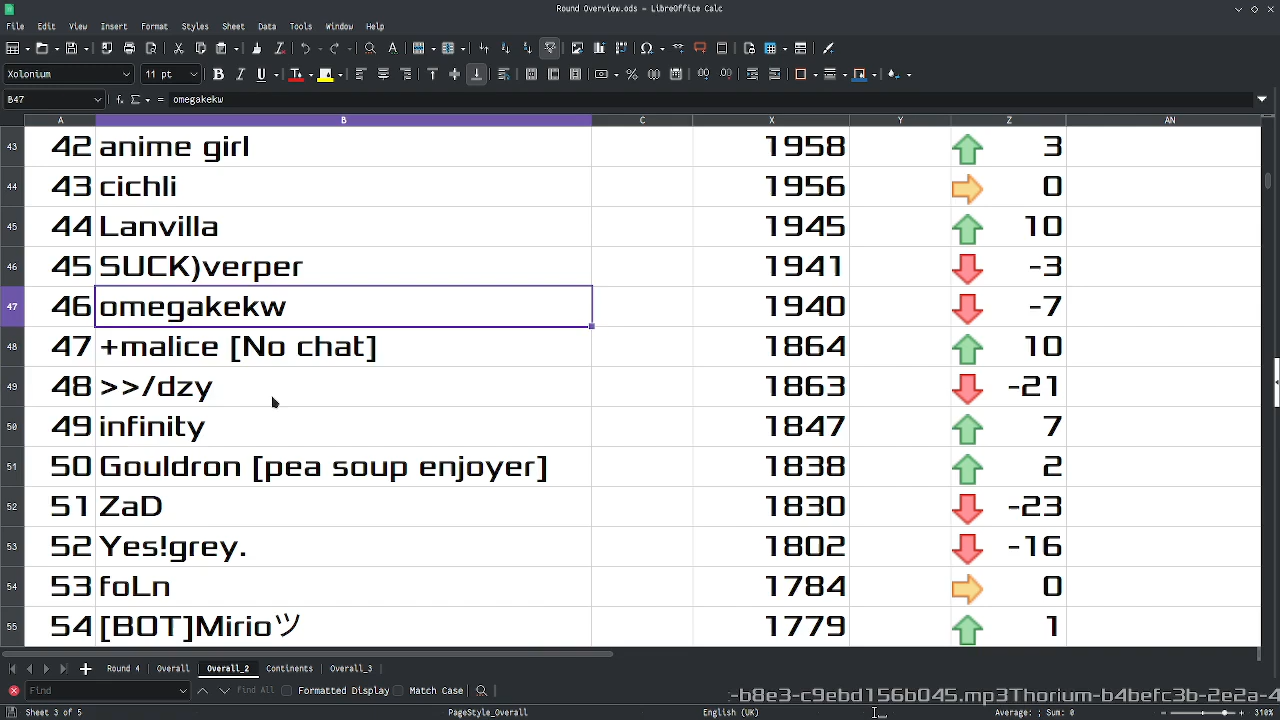 Round Overview.ods — LibreOffice Calc
File Edit View Insert Format Styles Sheet Data Tools Window Help
Xolonium 11 pt
B47 omegakekw
A B C X Y Z AN
43 42 anime girl 1958 3
44 43 cichli 1956 0
45 44 Lanvilla 1945 10
46 45 SUCK)verper 1941 -3
47 46 omegakekw 1940 -7
48 47 +malice [No chat] 1864 10
49 48 >>/dzy 1863 -21
50 49 infinity 1847 7
51 50 Gouldron [pea soup enjoyer] 1838 2
52 51 ZaD 1830 -23
53 52 Yes!grey. 1802 -16
54 53 foLn 1784 0
55 54 [BOT]Mirioツ 1779 1
Round 4 Overall Overall_2 Continents Overall_3
Find Find All Formatted Display Match Case -b8e3-c9ebd156b045.mp3Thorium-b4befc3b-2e2a-4
Sheet 3 of 5 PageStyle_Overall English (UK) Average: ; Sum: 0 310%